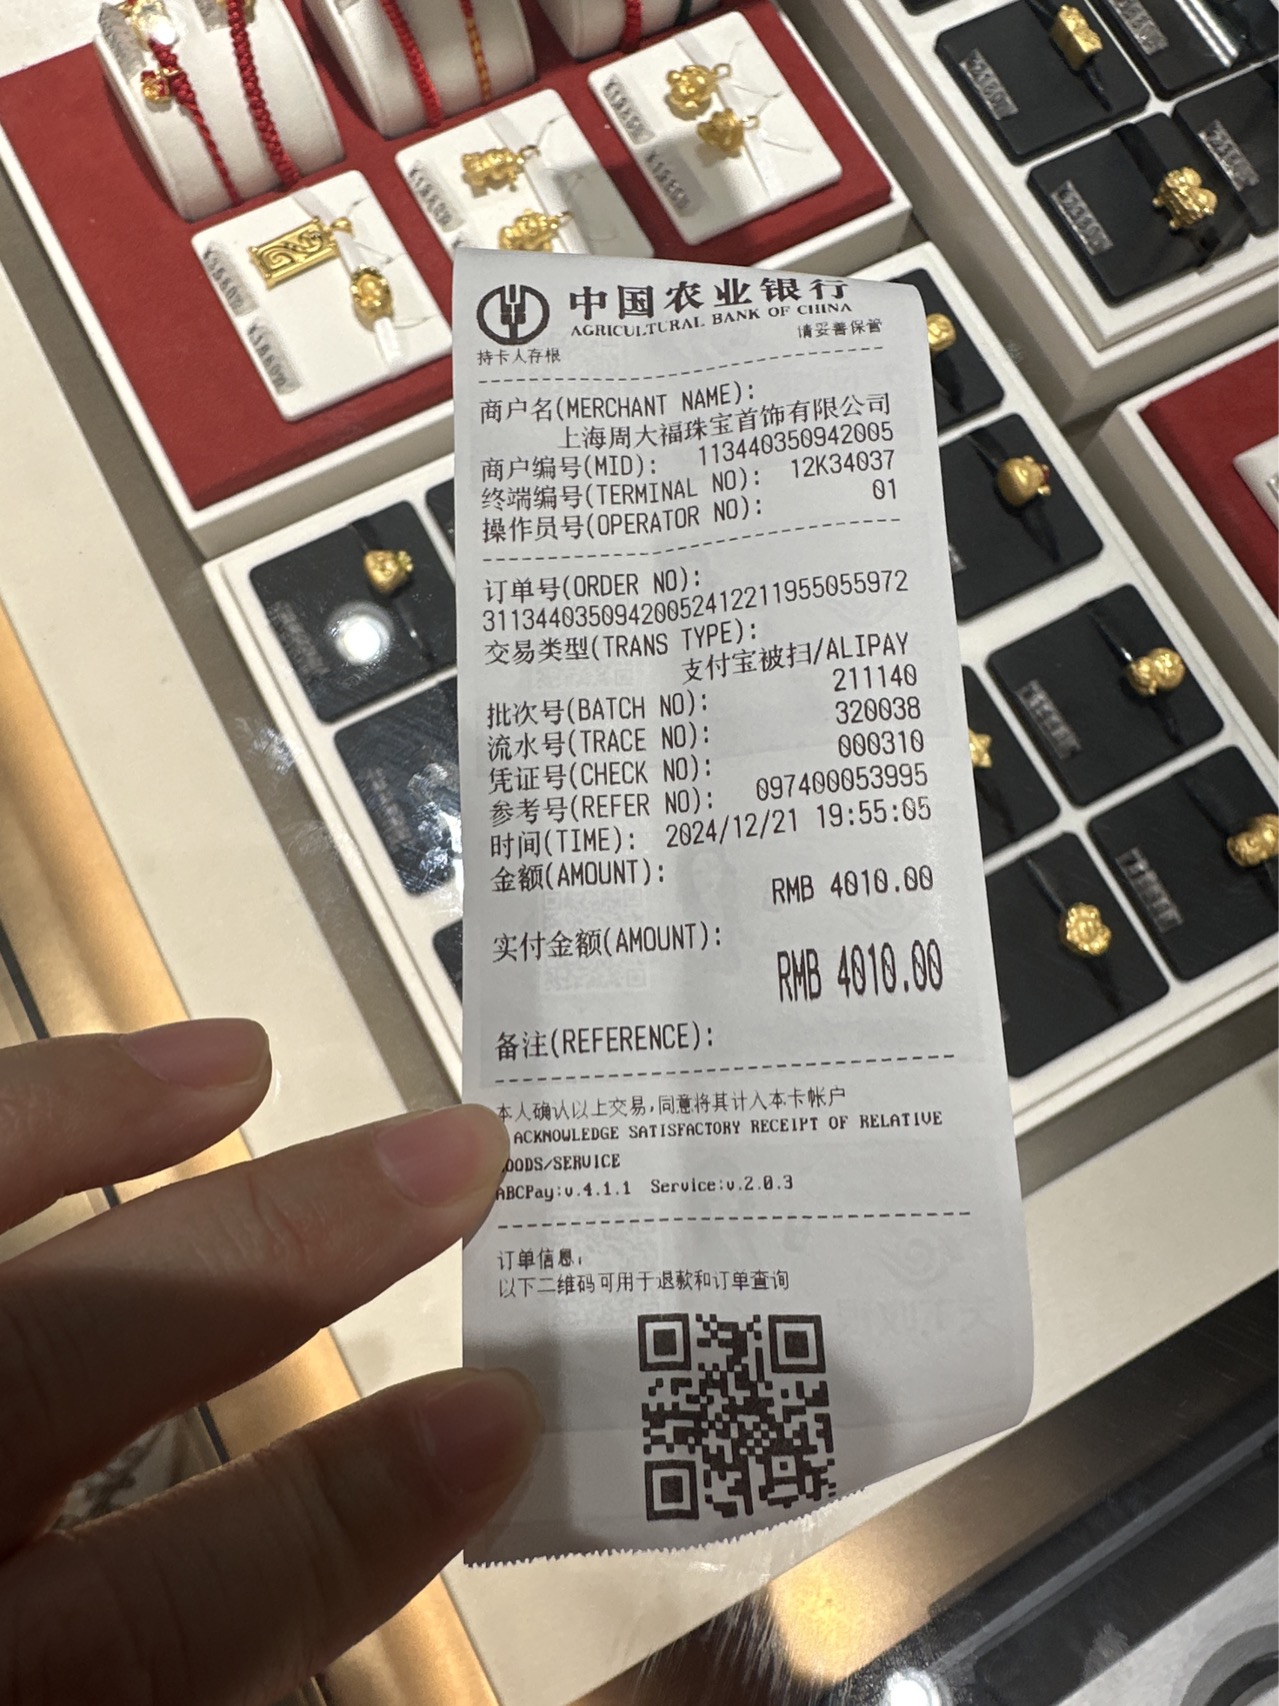 中国农业银行
AGRICULTURAL BANK OF CHINA
持卡人存根 请妥善保管
商户名(MERCHANT NAME):
上海周大福珠宝首饰有限公司
商户编号(MID): 113440350942005
终端编号(TERMINAL NO): 12K34037
操作员号(OPERATOR NO): 01
订单号(ORDER NO):
31134403509420052412211955055972
交易类型(TRANS TYPE):
支付宝被扫/ALIPAY
批次号(BATCH NO): 211140
流水号(TRACE NO): 320038
凭证号(CHECK NO): 000310
参考号(REFER NO): 097400053995
时间(TIME): 2024/12/21 19:55:05
金额(AMOUNT):
RMB 4010.00
实付金额(AMOUNT):
RMB 4010.00
备注(REFERENCE):
本人确认以上交易,同意将其计入本卡帐户
ACKNOWLEDGE SATISFACTORY RECEIPT OF RELATIVE
OODS/SERVICE
ABCPay:v.4.1.1 Service:v.2.0.3
订单信息:
以下二维码可用于退款和订单查询